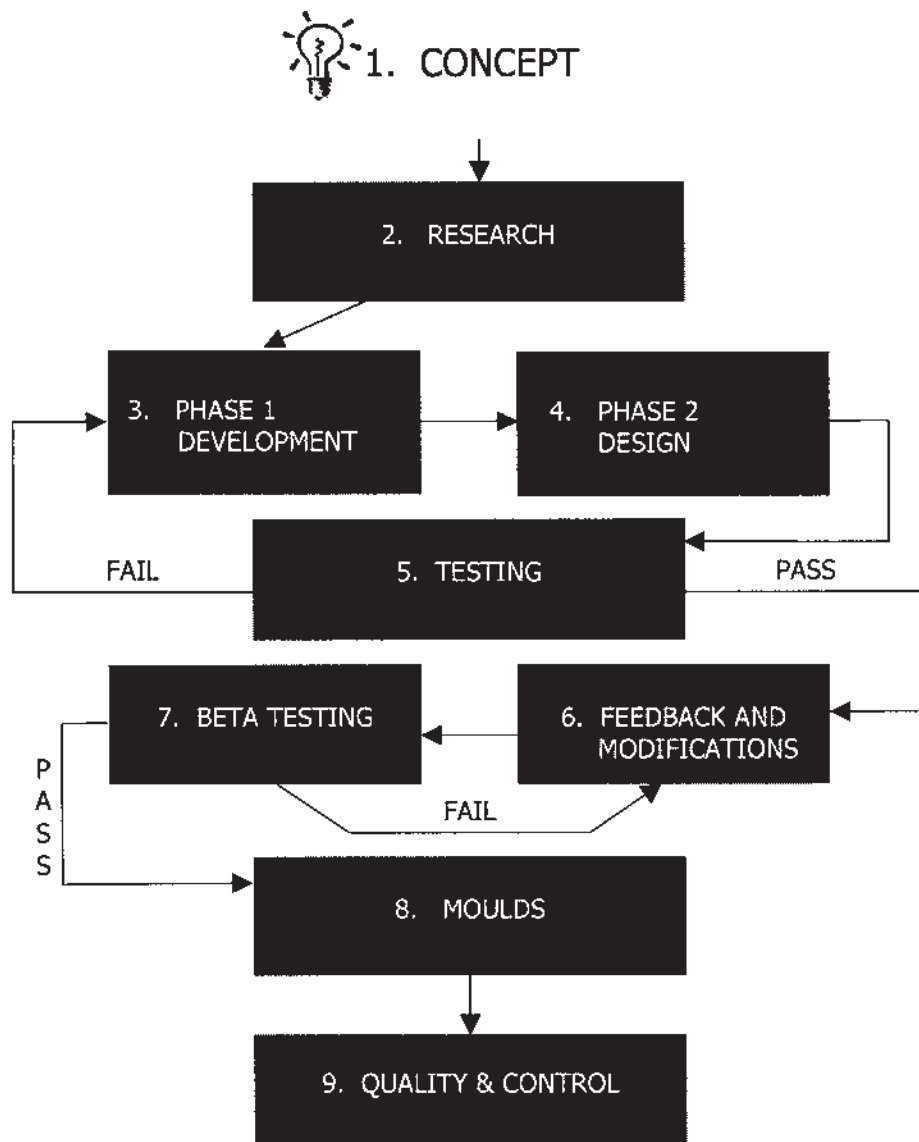 1. CONCEPT
2. RESEARCH
3. PHASE 1
DEVELOPMENT
4. PHASE 2
DESIGN
FAIL
5. TESTING
PASS
7. BETA TESTING
6. FEEDBACK AND
MODIFICATIONS
PASS
FAIL
8. MOULDS
9. QUALITY & CONTROL